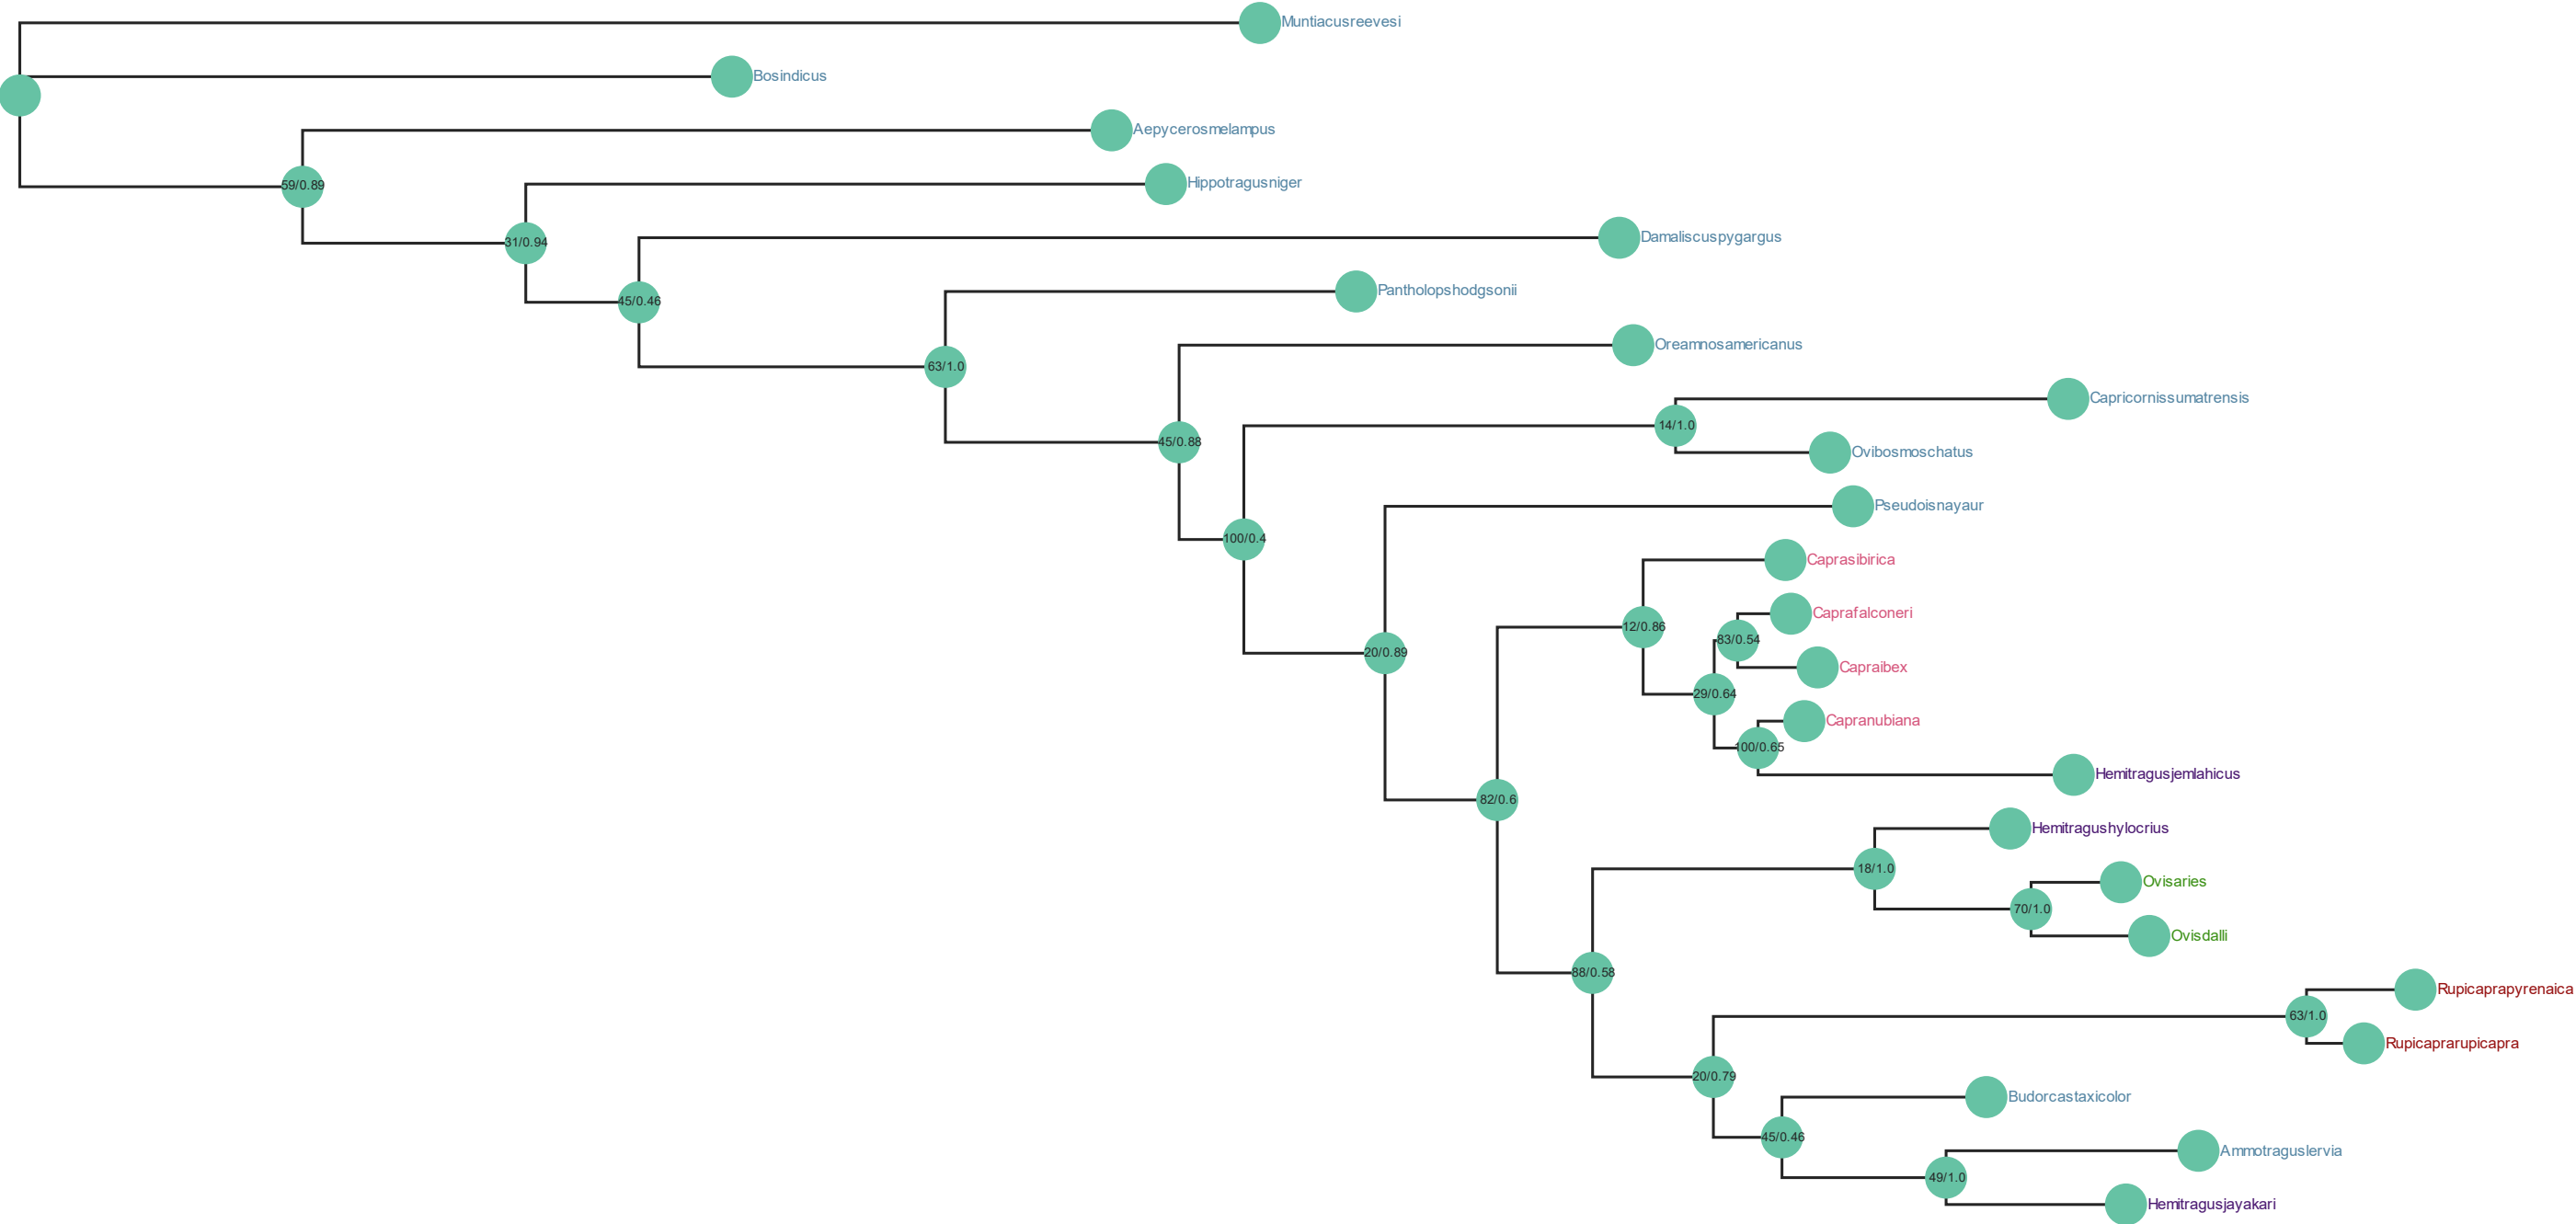 Muntiacusreevesi
Bosindicus
Aepycerosmelampus
Hippotragusniger
59/0.89
Damaliscuspygargus
31/0.94
Pantholopshodgsonii
45/0.46
Oreamnosamericanus
63/1.0
Capricornissumatrensis
14/1.0
45/0.88
Ovibosmoschatus
Pseudoisnayaur
100/0.4
Caprasibirica
Caprafalconeri
12/0.86
83/0.54
20/0.89
Capraibex
29/0.64
Capranubiana
100/0.65
Hemitragusjemlahicus
82/0.6
Hemitragushylocrius
18/1.0
Ovisaries
70/1.0
Ovisdalli
88/0.58
Rupicaprapyrenaica
63/1.0
Rupicaprarupicapra
20/0.79
Budorcastaxicolor
45/0.46
Ammotraguslervia
49/1.0
Hemitragusjayakari